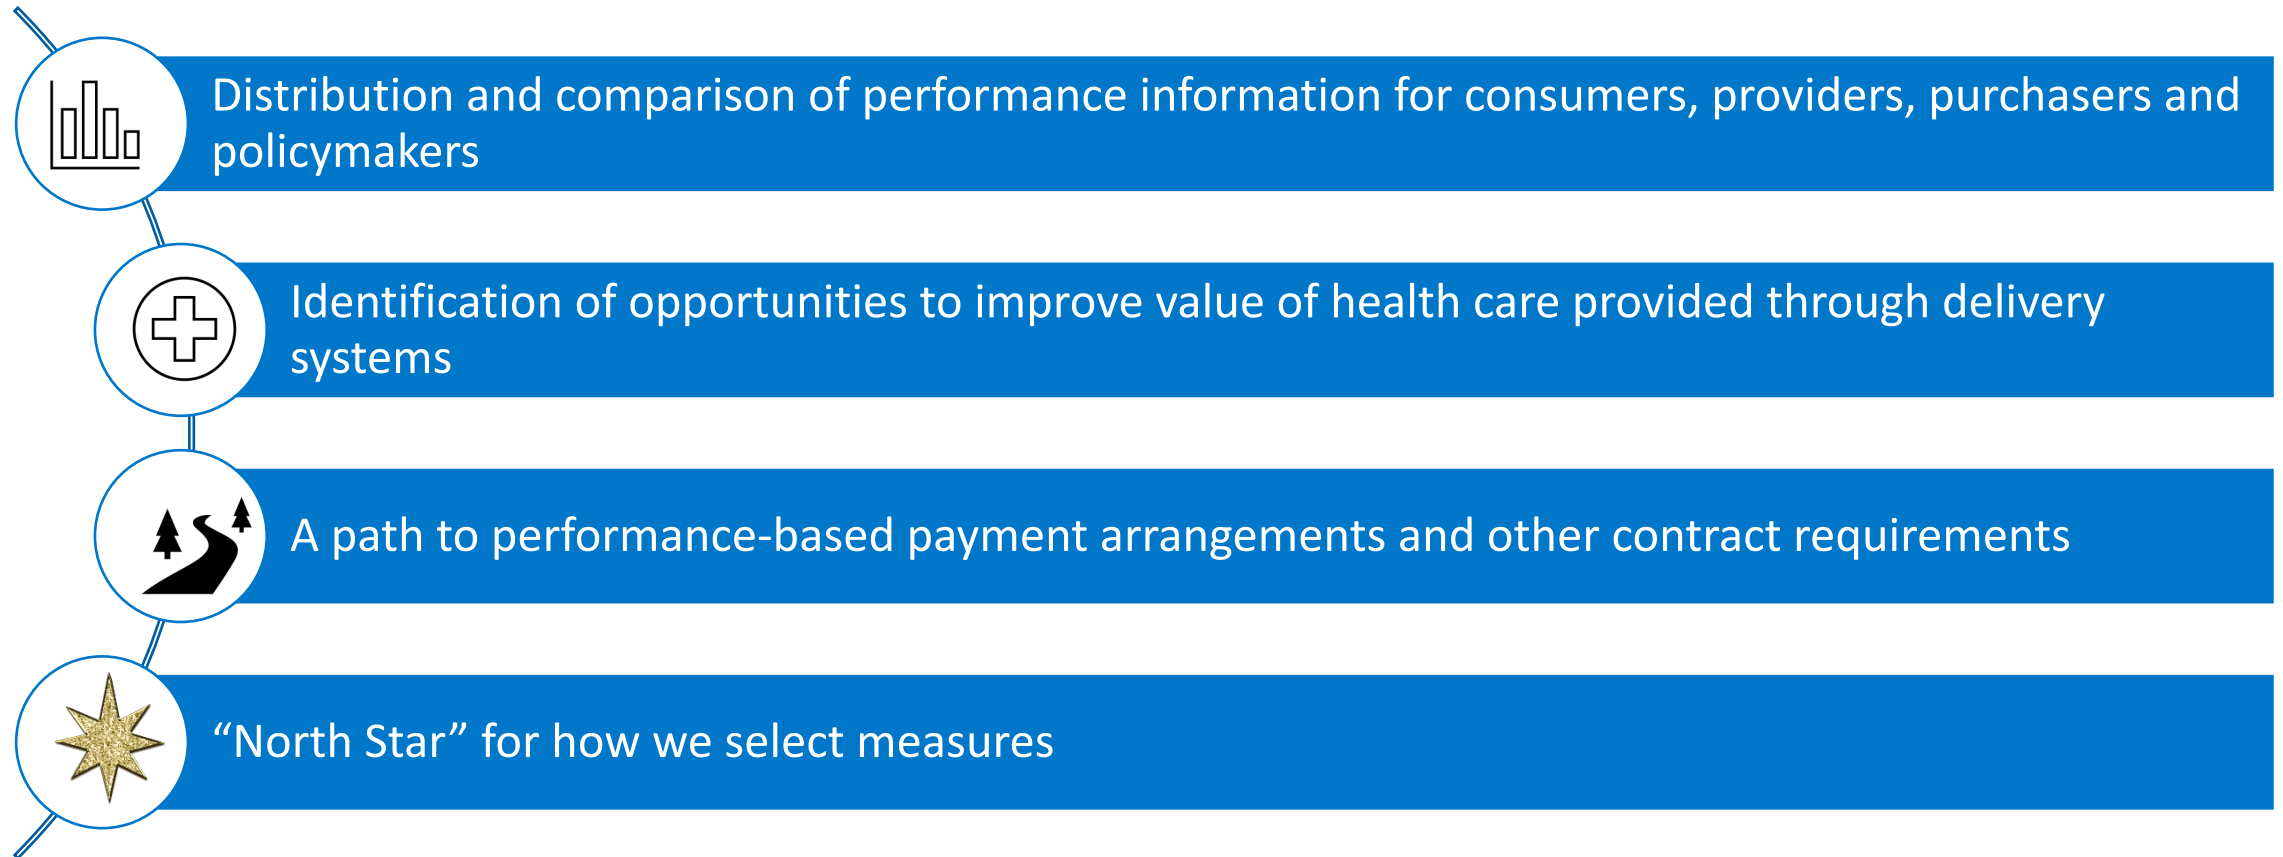 Distribution and comparison of performance information for consumers, providers, purchasers and
policymakers
Identification of opportunities to improve value of health care provided through delivery
systems
A path to performance-based payment arrangements and other contract requirements
“North Star” for how we select measures